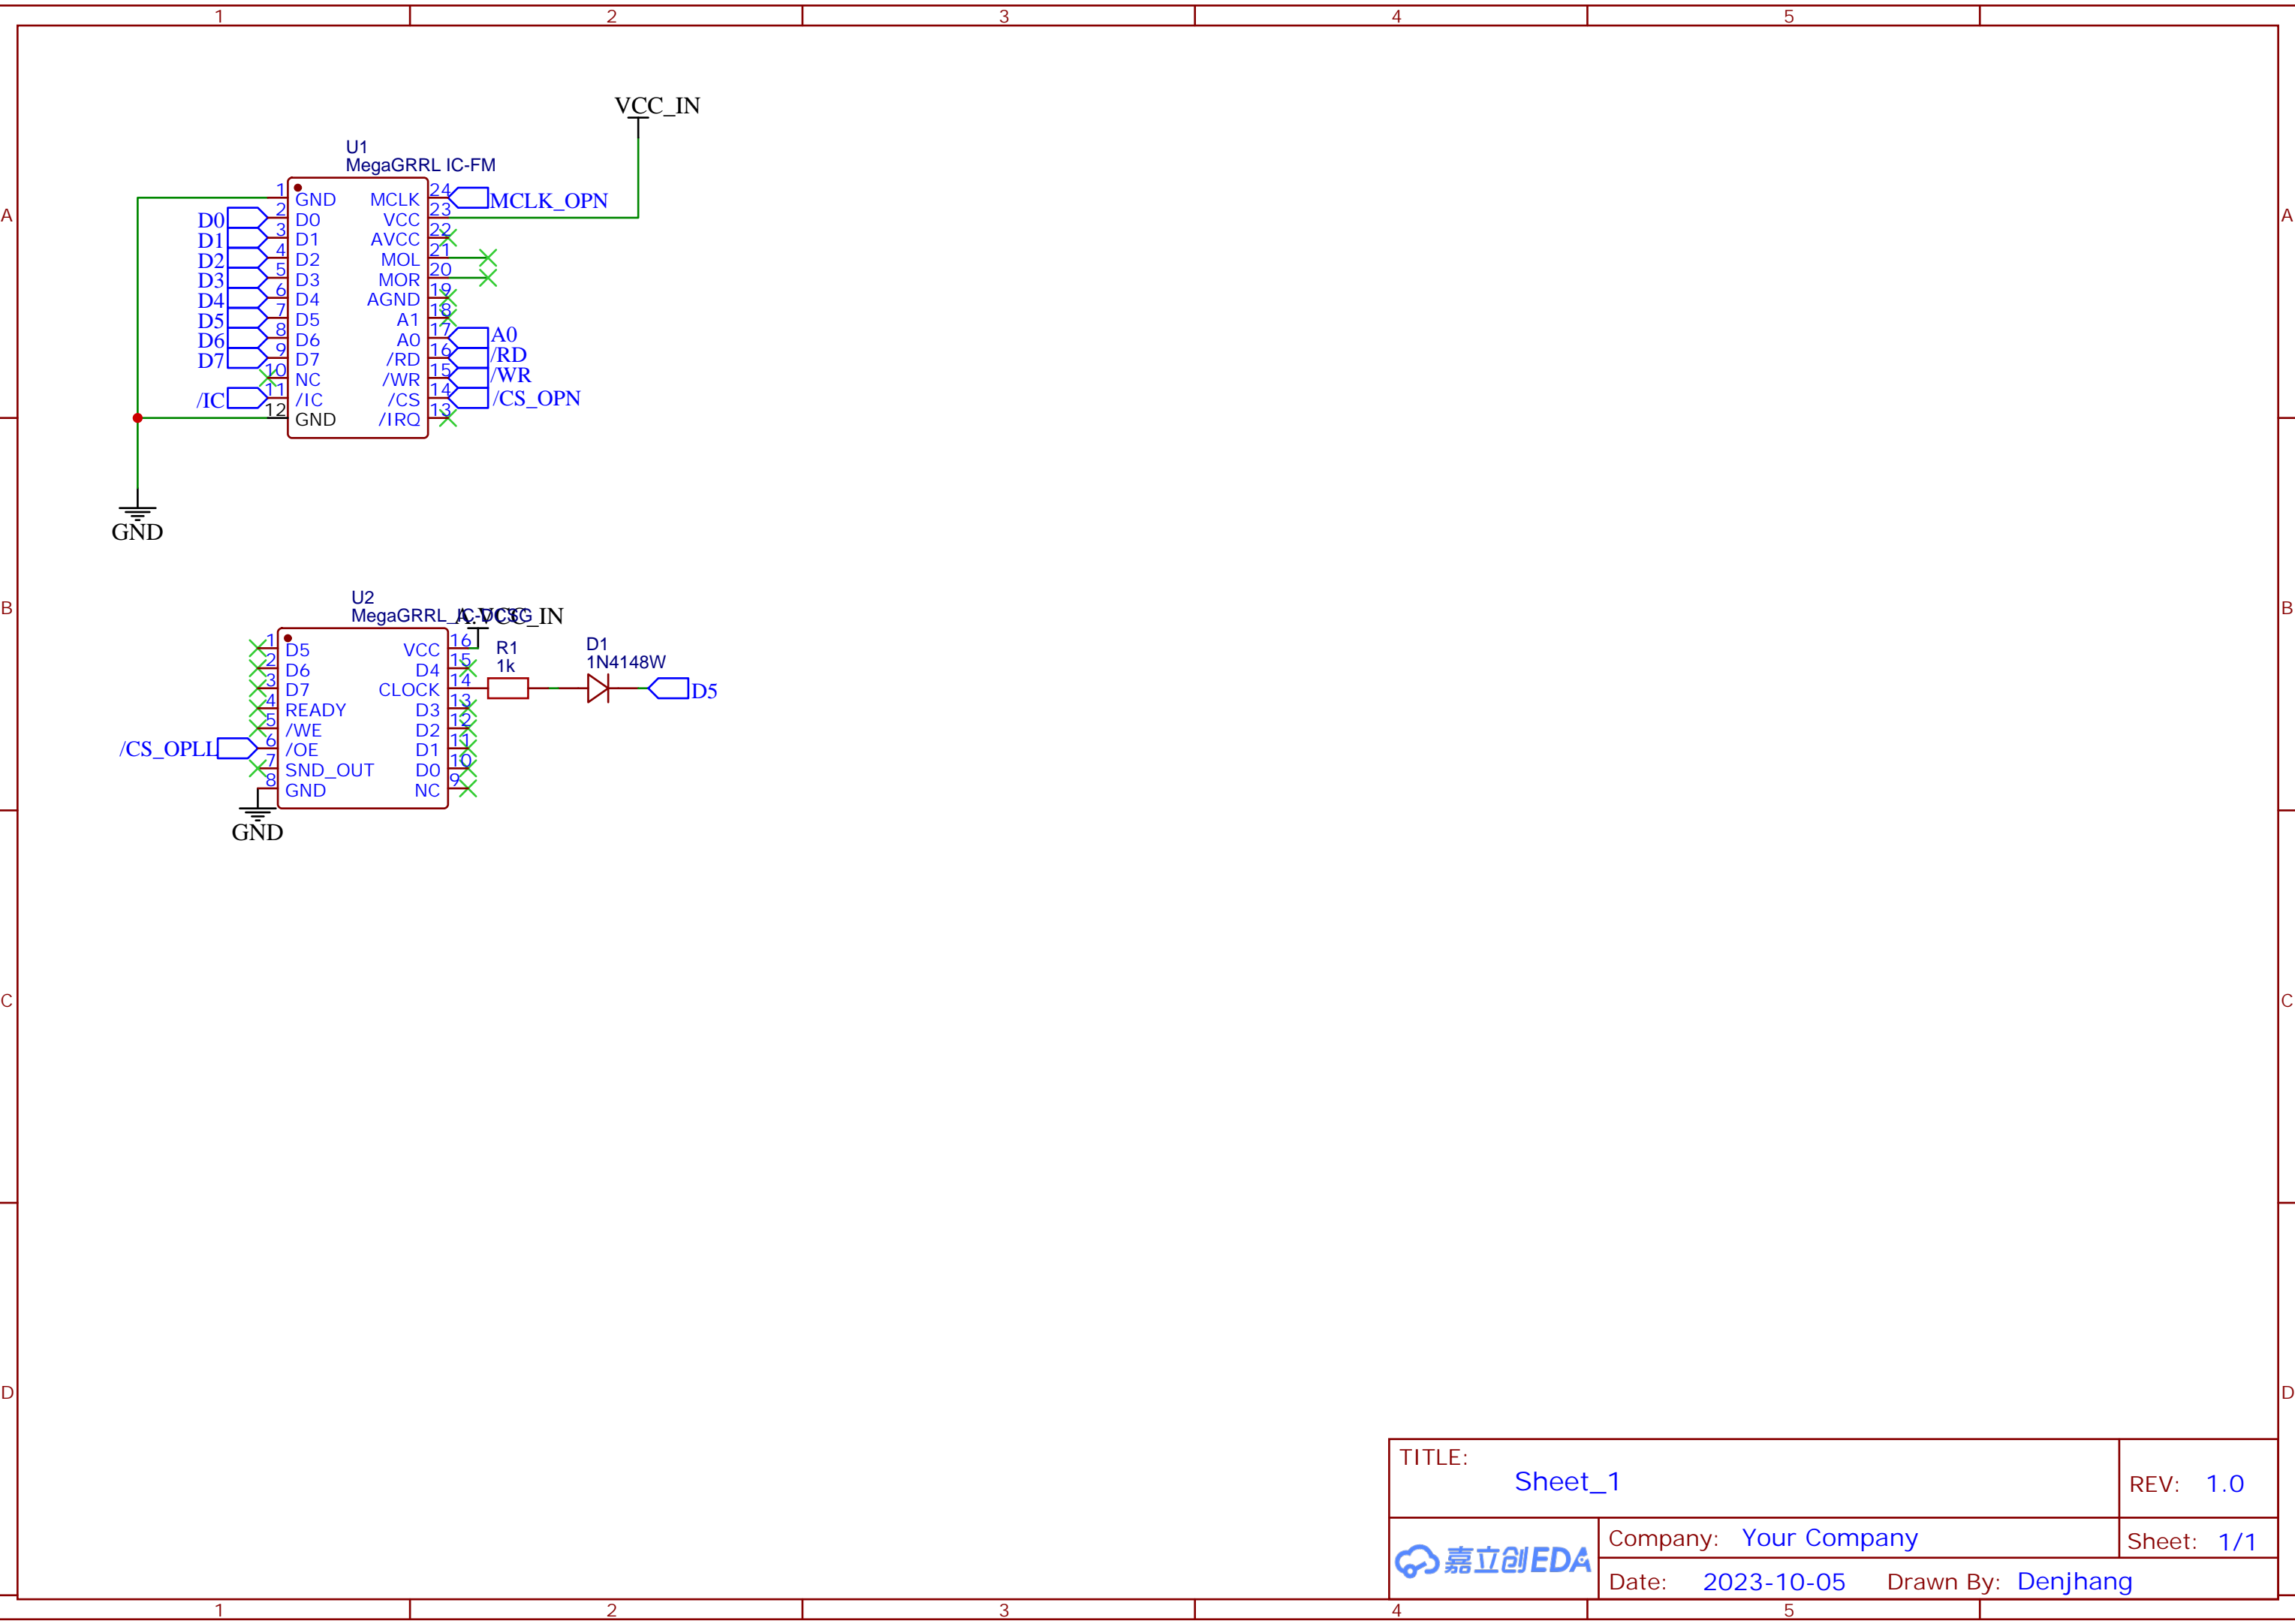 1 2 3 4 5
VCC_IN
U1
MegaGRRL IC-FM
1 GND MCLK 24 MCLK_OPN
D0 2 D0 VCC 23
D1 3 D1 AVCC 22
D2 4 D2 MOL 21
D3 5 D3 MOR 20
D4 6 D4 AGND 19
D5 7 D5 A1 18
D6 8 D6 A0 17 A0
D7 9 D7 /RD 16 /RD
10 NC /WR 15 /WR
/IC 11 /IC /CS 14 /CS_OPN
12 GND /IRQ 13
A A
GND
U2
MegaGRRL_IC-DCSG
A.VCC_IN
B B
1 D5 VCC 16
2 D6 D4 15
3 D7 CLOCK 14
R1
1k
D1
1N4148W
D5
4 READY D3 13
5 /WE D2 12
/CS_OPLL 6 /OE D1 11
7 SND_OUT D0 10
8 GND NC 9
GND
C C
D D
TITLE:
Sheet_1
REV: 1.0
嘉立创EDA
Company: Your Company
Sheet: 1/1
Date: 2023-10-05 Drawn By: Denjhang
1 2 3 4 5